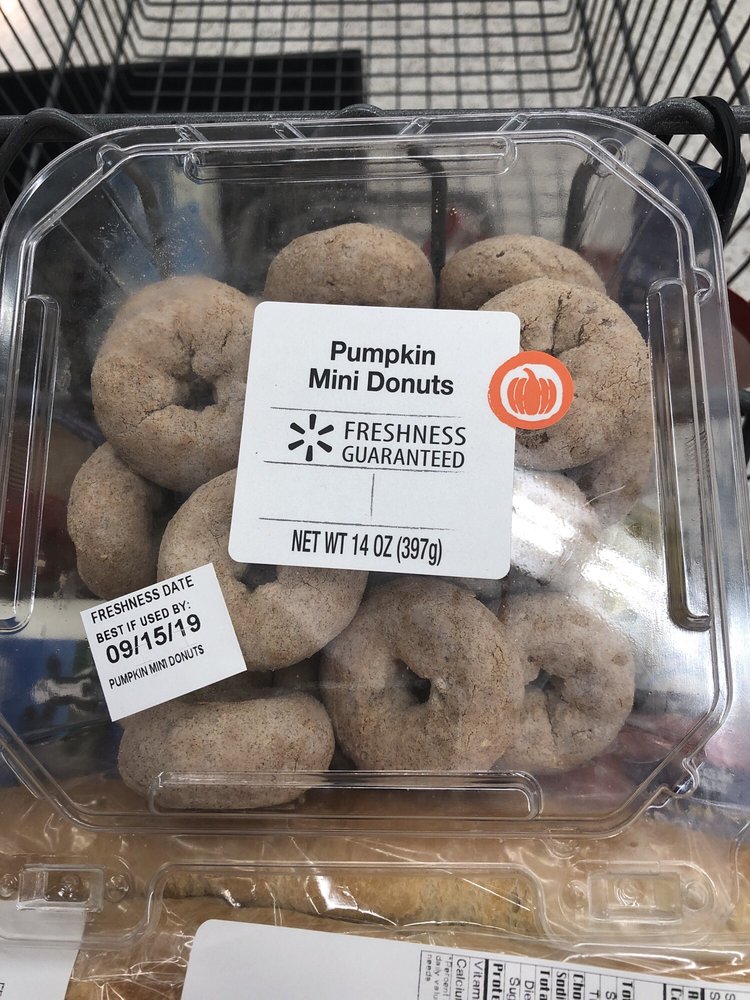 Pumpkin
Mini Donuts
FRESHNESS
GUARANTEED
NET WT 14 OZ (397g)
FRESHNESS DATE
BEST IF USED BY:
09/15/19
PUMPKIN MINI DONUTS